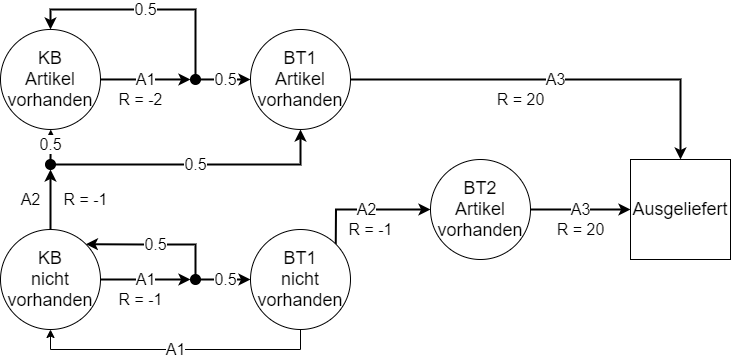 0.5
KB
Artikel
vorhanden
A1
R = -2
0.5
BT1
Artikel
vorhanden
A3
R = 20
0.5
0.5
A2
R = -1
BT2
Artikel
vorhanden
A2
R = -1
A3
R = 20
Ausgeliefert
KB
nicht
vorhanden
0.5
A1
R = -1
0.5
BT1
nicht
vorhanden
A1